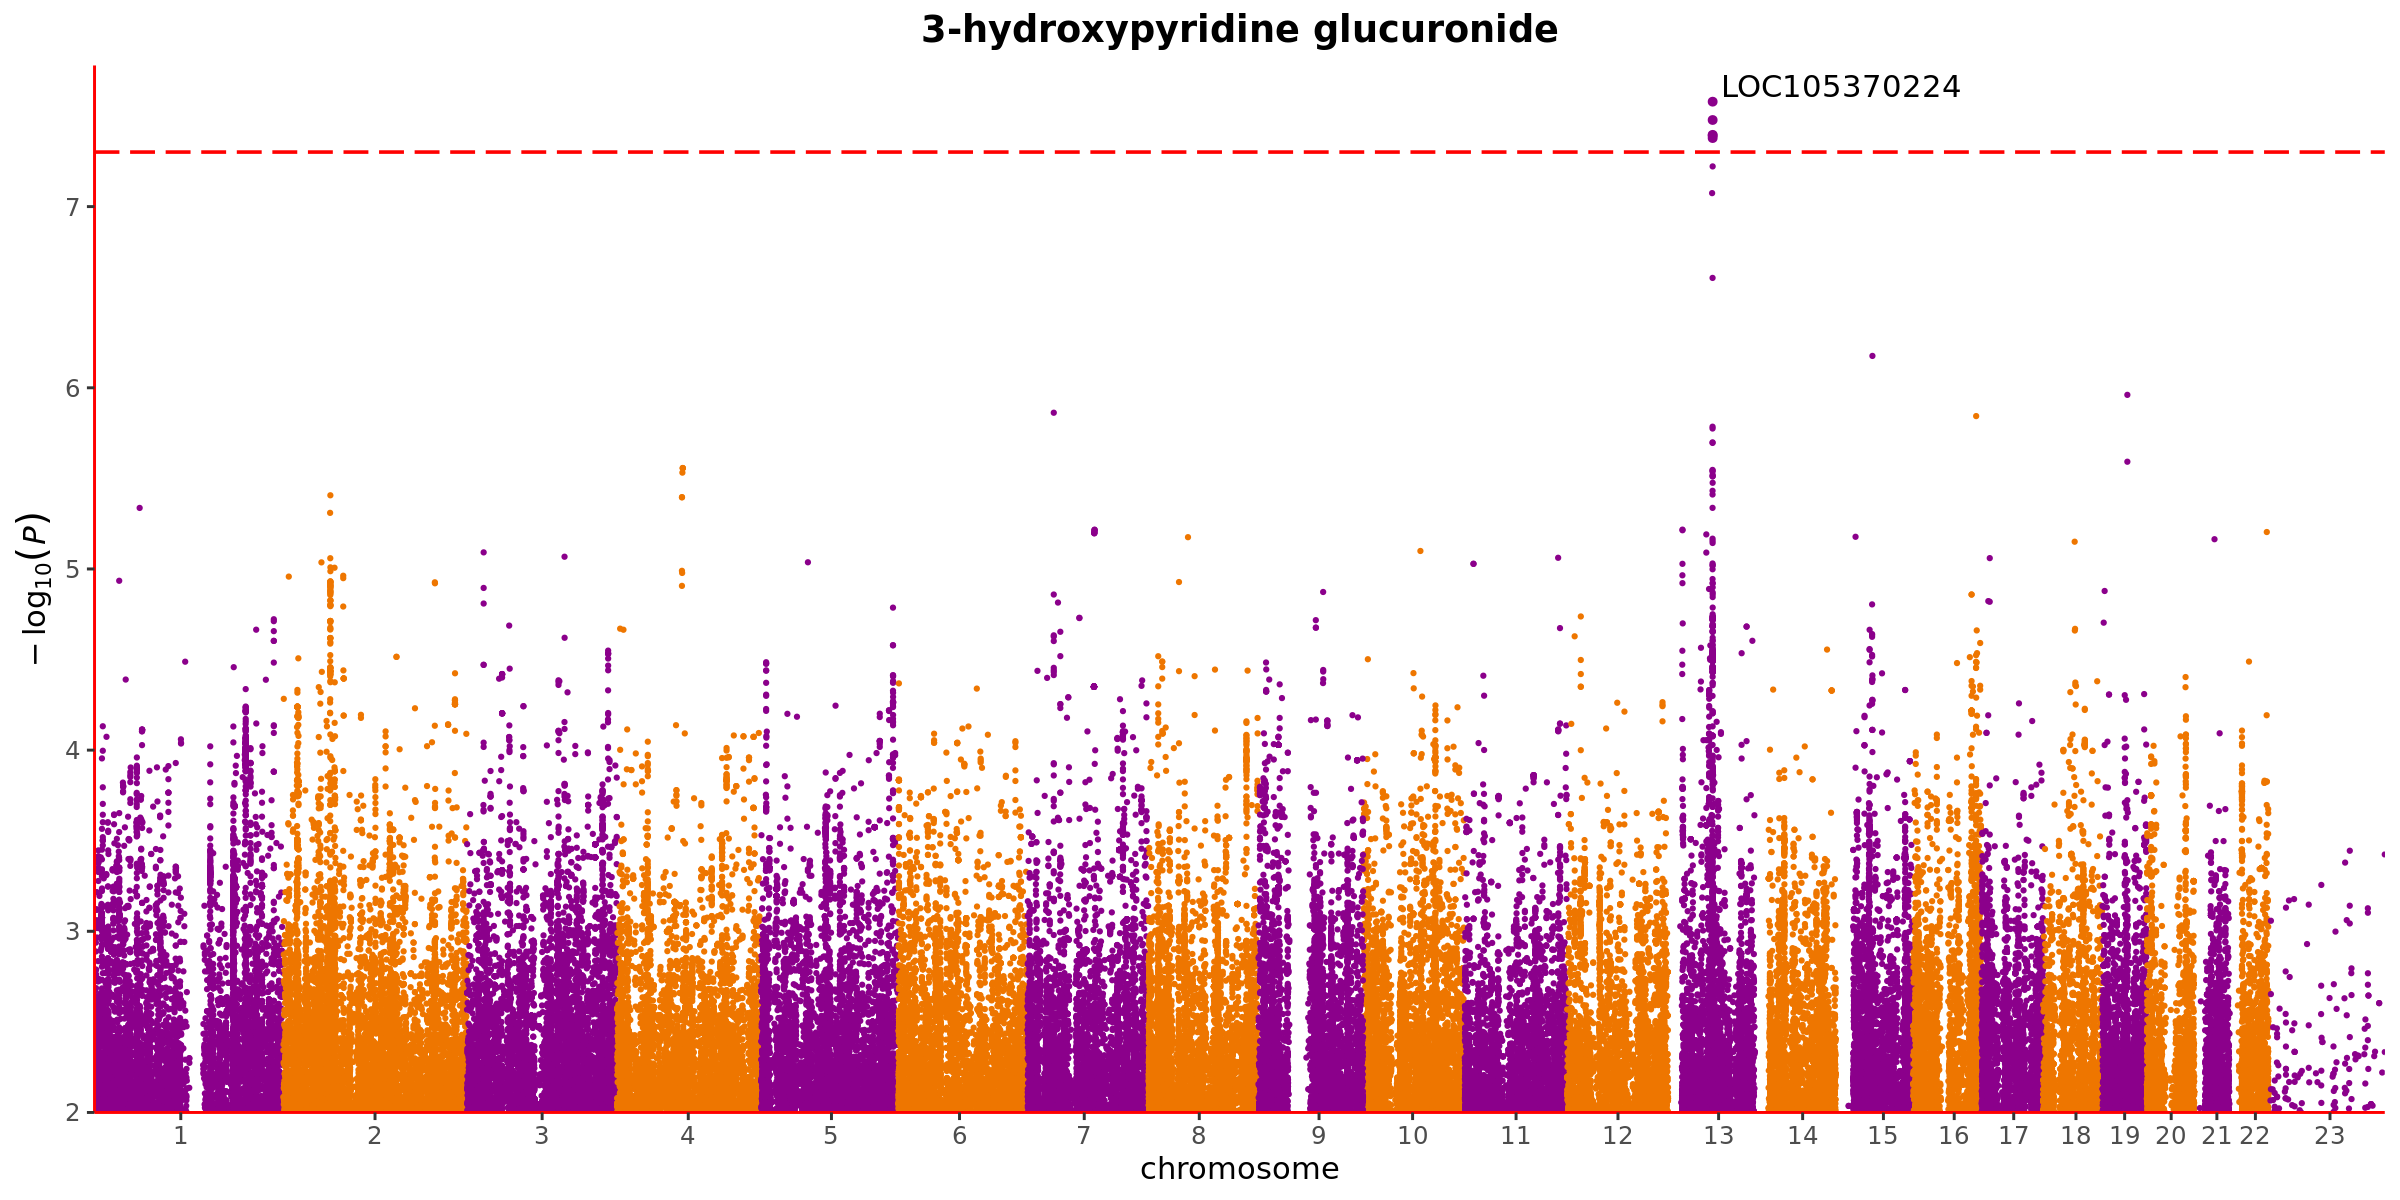 3-hydroxypyridine glucuronide
LOC105370224
− log10(P)
7
6
5
4
3
2
1 2 3 4 5 6 7 8 9 10 11 12 13 14 15 16 17 18 19 20 21 22 23
chromosome